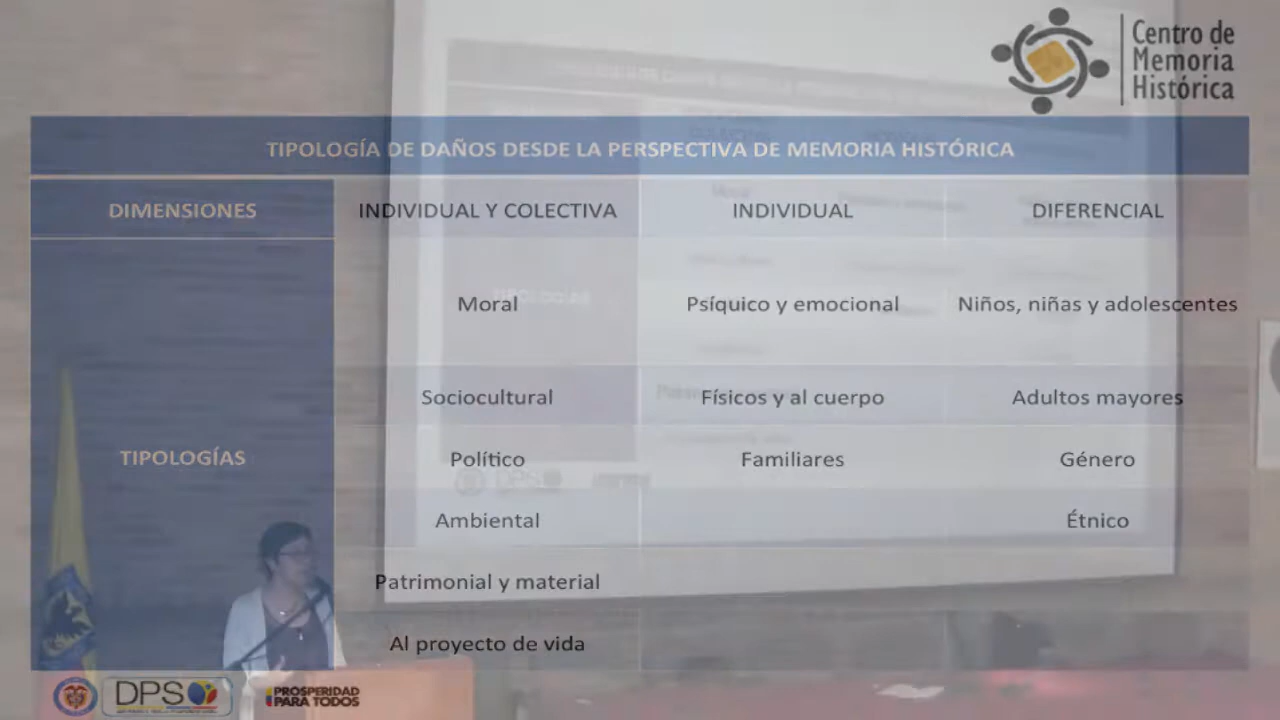 Centro de
Memoria
Histórica
TIPOLOGÍA DE DAÑOS DESDE LA PERSPECTIVA DE MEMORIA HISTÓRICA
DIMENSIONES INDIVIDUAL Y COLECTIVA INDIVIDUAL DIFERENCIAL
Moral Psíquico y emocional Niños, niñas y adolescentes
Sociocultural Físicos y al cuerpo Adultos mayores
TIPOLOGÍAS Político Familiares Género
Ambiental Étnico
Patrimonial y material
Al proyecto de vida
DPS PROSPERIDAD
PARA TODOS